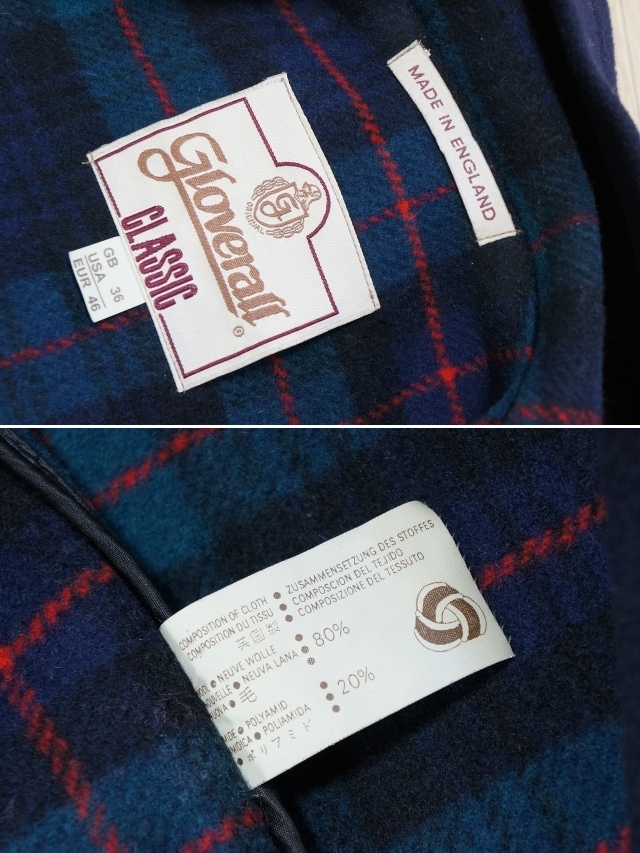 MADE IN ENGLAND
G
ORIGINAL
Gloverall®
CLASSIC
GB
USA 36
EUR 46
COMPOSITION OF CLOTH ● ZUSAMMENSETZUNG DES STOFFES
COMPOSITION DU TISSU ● COMPOSCION DEL TEJIDO
英国製 ● COMPOSIZIONE DEL TESSUTO
● NEUVE WOLLE ● 80%
● NEUVA LANA ●
● 毛 ●
● POLYAMID ● 20%
● POLIAMIDA ●
● ポリアミド ●